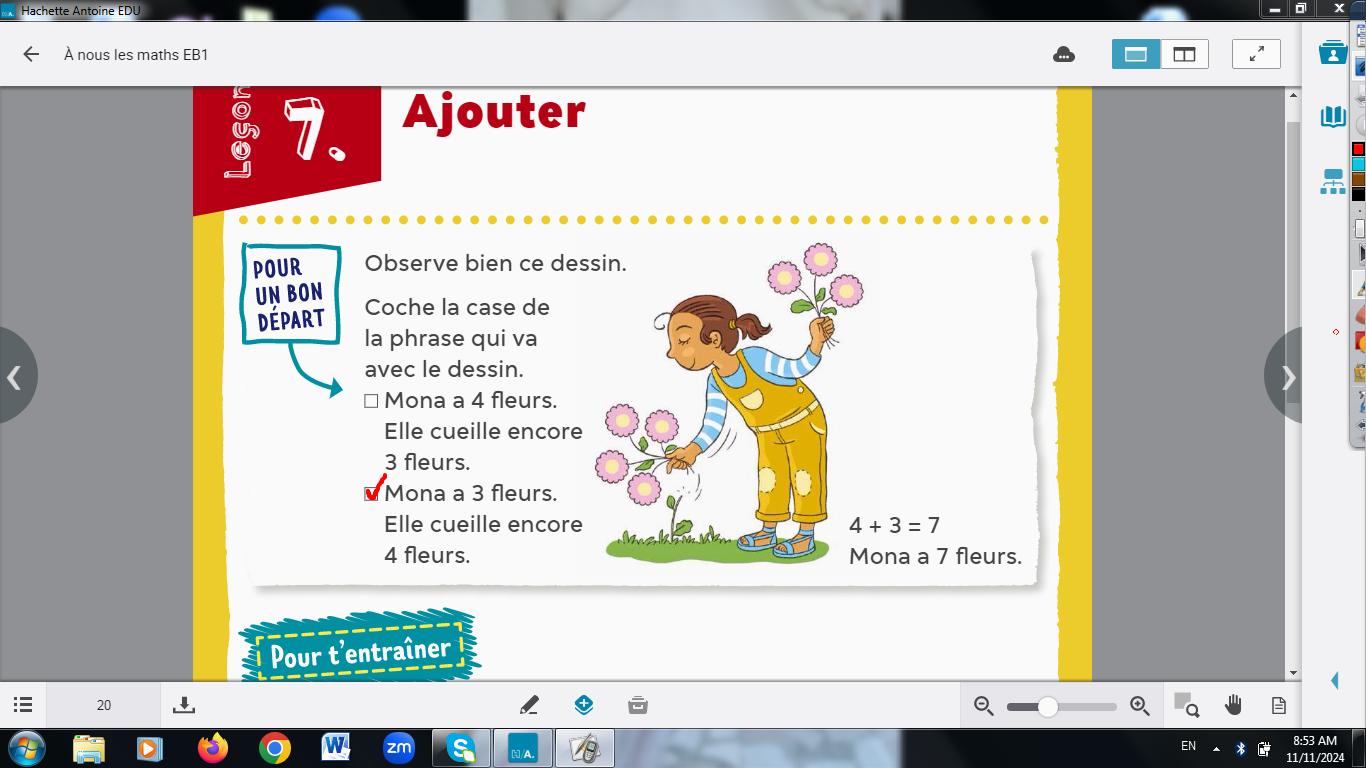 Hachette Antoine EDU
À nous les maths EB1
Leçon 7.
Ajouter
POUR
UN BON
DÉPART
Observe bien ce dessin.
Coche la case de
la phrase qui va
avec le dessin.
Mona a 4 fleurs.
Elle cueille encore
3 fleurs.
Mona a 3 fleurs.
Elle cueille encore
4 fleurs.
4 + 3 = 7
Mona a 7 fleurs.
Pour t'entraîner
20
EN
8:53 AM
11/11/2024